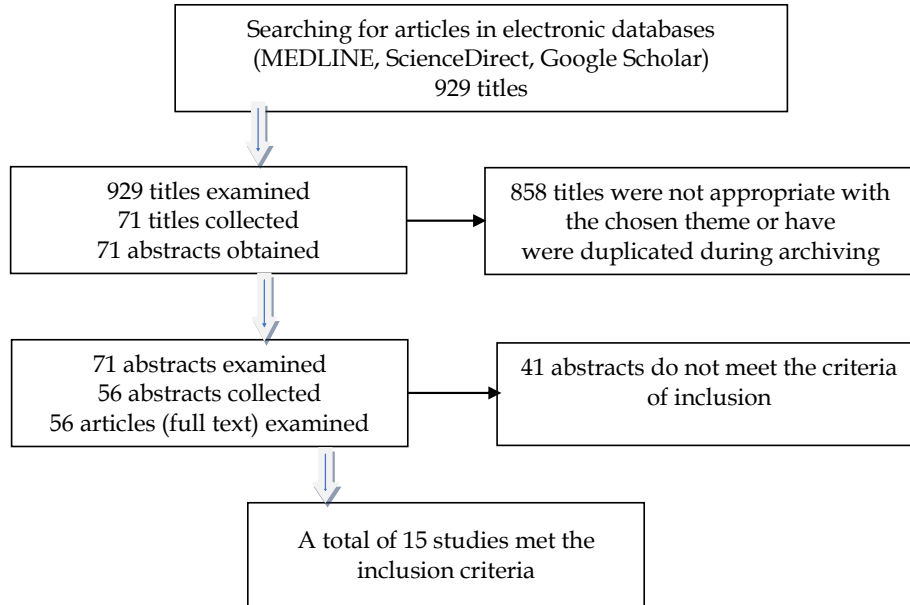 Searching for articles in electronic databases
(MEDLINE, ScienceDirect, Google Scholar)
929 titles
929 titles examined
71 titles collected
71 abstracts obtained
858 titles were not appropriate with
the chosen theme or have
were duplicated during archiving
71 abstracts examined
56 abstracts collected
56 articles (full text) examined
41 abstracts do not meet the criteria
of inclusion
A total of 15 studies met the
inclusion criteria